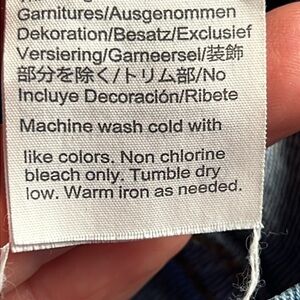 Garnitures/Ausgenommen
Dekoration/Besatz/Exclusief
Versiering/Garneersel/装飾
部分を除く/トリム部/No
Incluye Decoración/Ribete
Machine wash cold with
like colors. Non chlorine
bleach only. Tumble dry
low. Warm iron as needed.